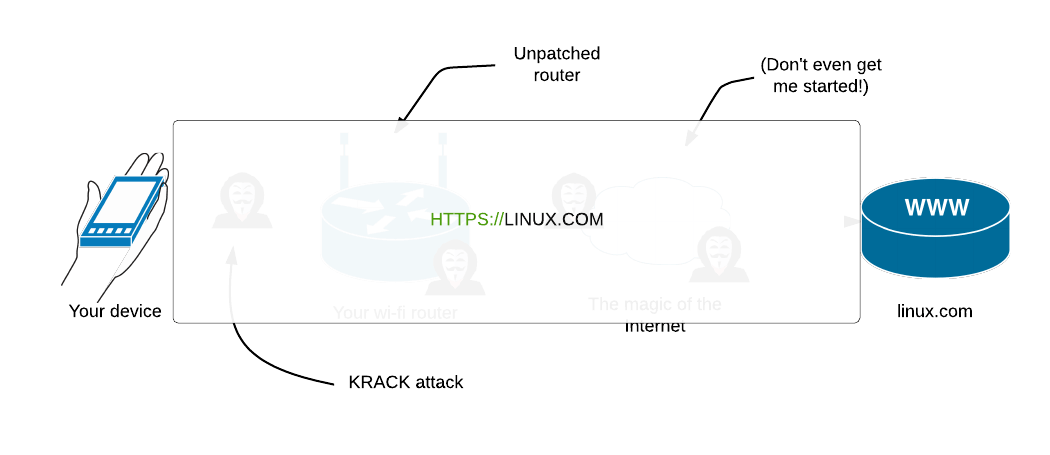 Unpatched
router
(Don't even get
me started!)
WWW
HTTPS://LINUX.COM
The magic of the
Internet
Your device
Your wi-fi router
linux.com
KRACK attack